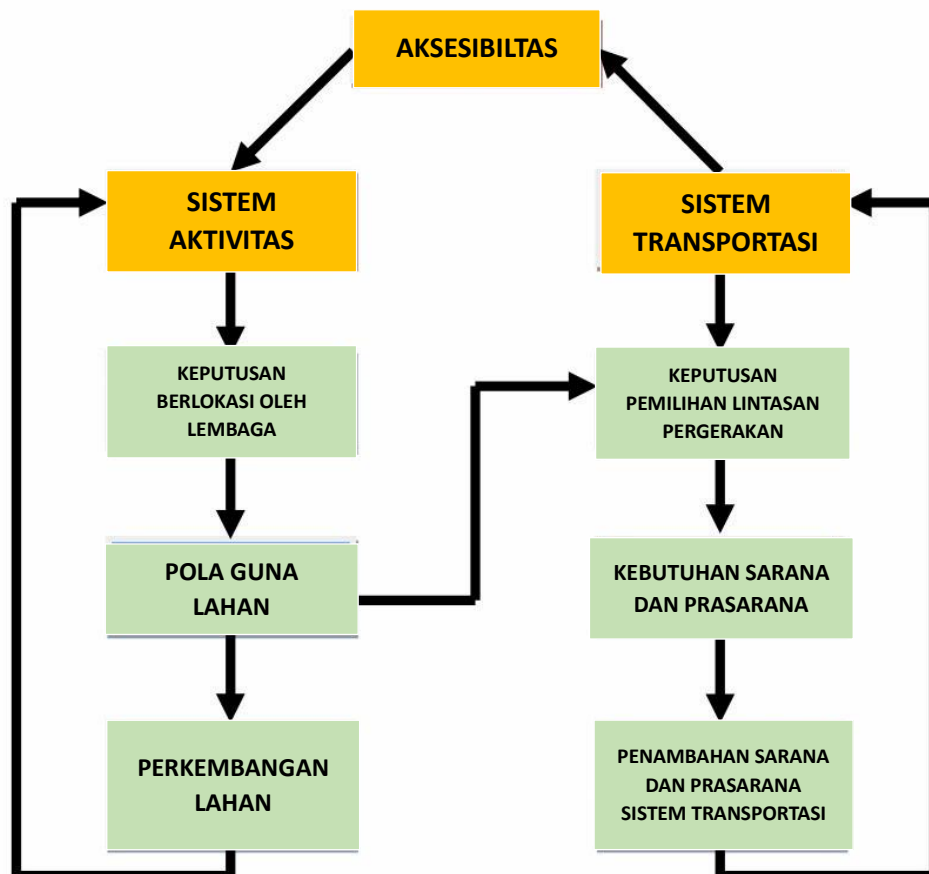 AKSESIBILTAS
SISTEM
AKTIVITAS
SISTEM
TRANSPORTASI
KEPUTUSAN
BERLOKASI OLEH
LEMBAGA
KEPUTUSAN
PEMILIHAN LINTASAN
PERGERAKAN
POLA GUNA
LAHAN
KEBUTUHAN SARANA
DAN PRASARANA
PERKEMBANGAN
LAHAN
PENAMBAHAN SARANA
DAN PRASARANA
SISTEM TRANSPORTASI